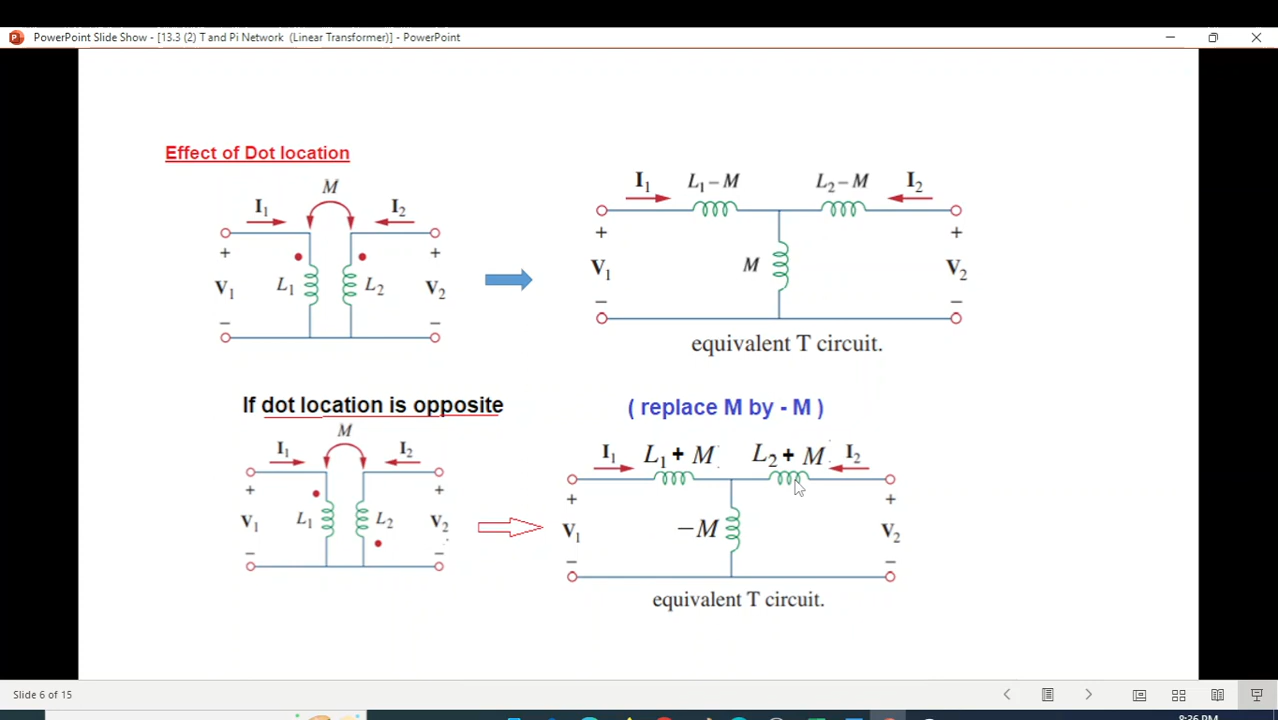 PowerPoint Slide Show - [13.3 (2) T and Pi Network (Linear Transformer)] - PowerPoint
Effect of Dot location
M
I1 I2
+ +
V1 L1 L2 V2
– –
I1 L1 – M L2 – M I2
+ +
V1 M V2
– –
equivalent T circuit.
If dot location is opposite
( replace M by - M )
M
I1 I2
+ +
V1 L1 L2 V2
– –
I1 L1 + M L2 + M I2
+ +
V1 –M V2
– –
equivalent T circuit.
Slide 6 of 15